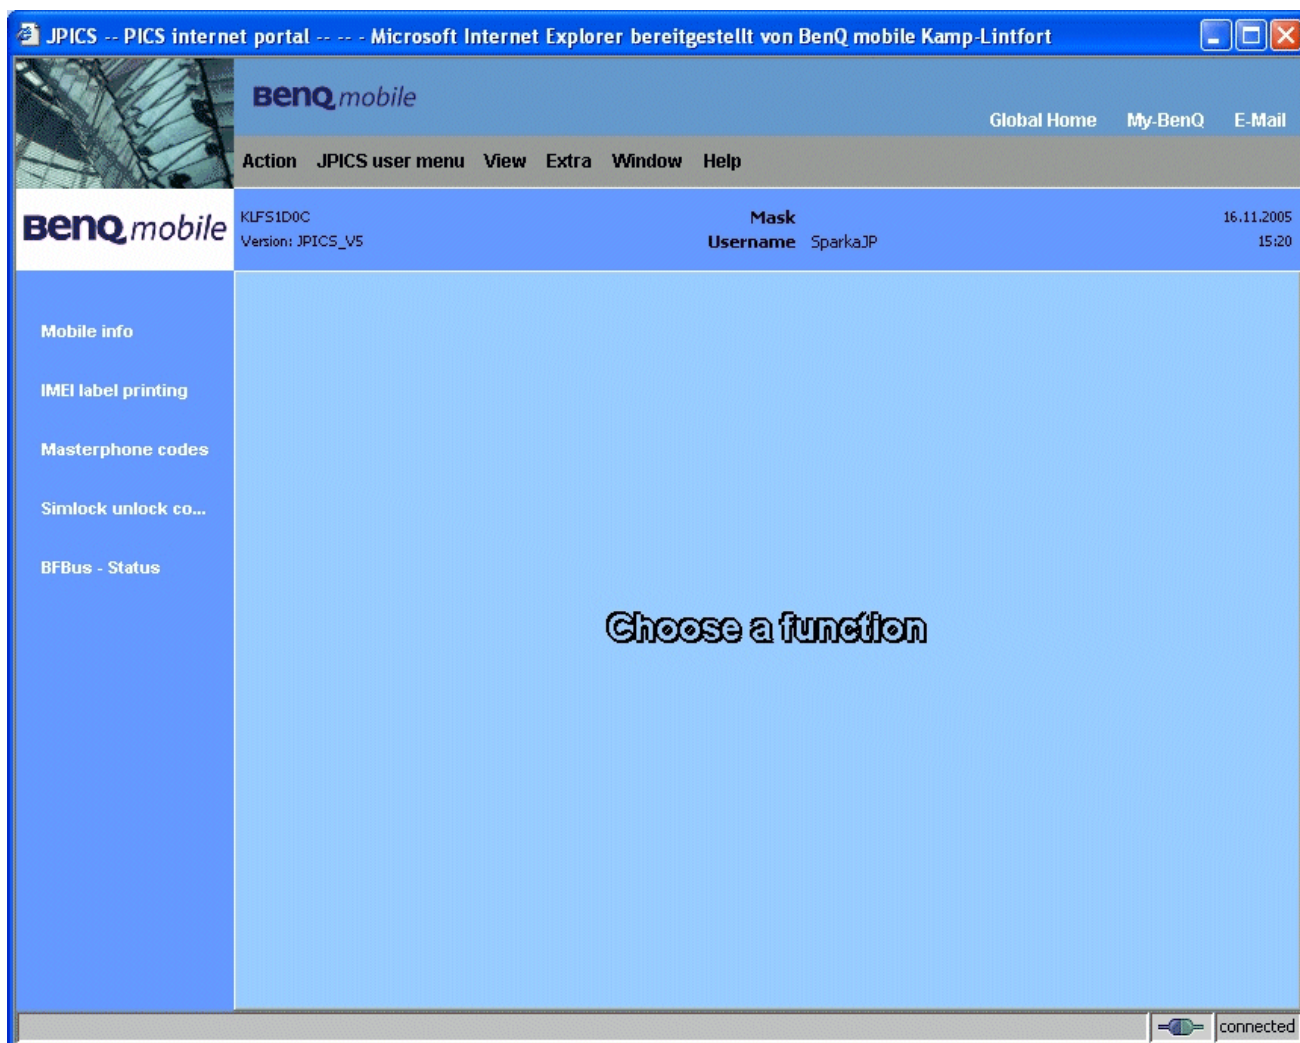 JPICS -- PICS internet portal -- -- - Microsoft Internet Explorer bereitgestellt von BenQ mobile Kamp-Lintfort
BenQ mobile
Global Home My-BenQ E-Mail
Action JPICS user menu View Extra Window Help
BenQ mobile
KLFS1D0C Mask 16.11.2005
Version: JPICS_V5 Username SparkaJP 15:20
Mobile info
IMEI label printing
Masterphone codes
Simlock unlock co...
BFBus - Status
Choose a function
connected